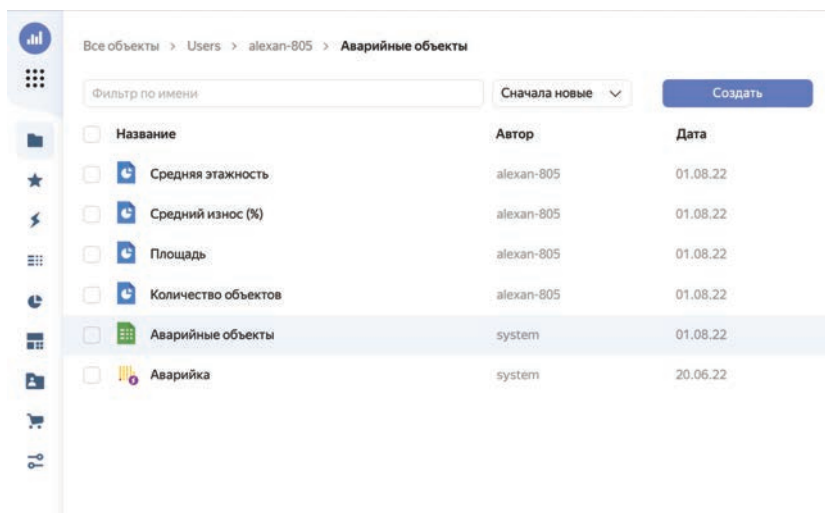 Все объекты > Users > alexan-805 > Аварийные объекты
Фильтр по имени Сначала новые Создать
Название Автор Дата
Средняя этажность alexan-805 01.08.22
Средний износ (%) alexan-805 01.08.22
Площадь alexan-805 01.08.22
Количество объектов alexan-805 01.08.22
Аварийные объекты system 01.08.22
Аварийка system 20.06.22